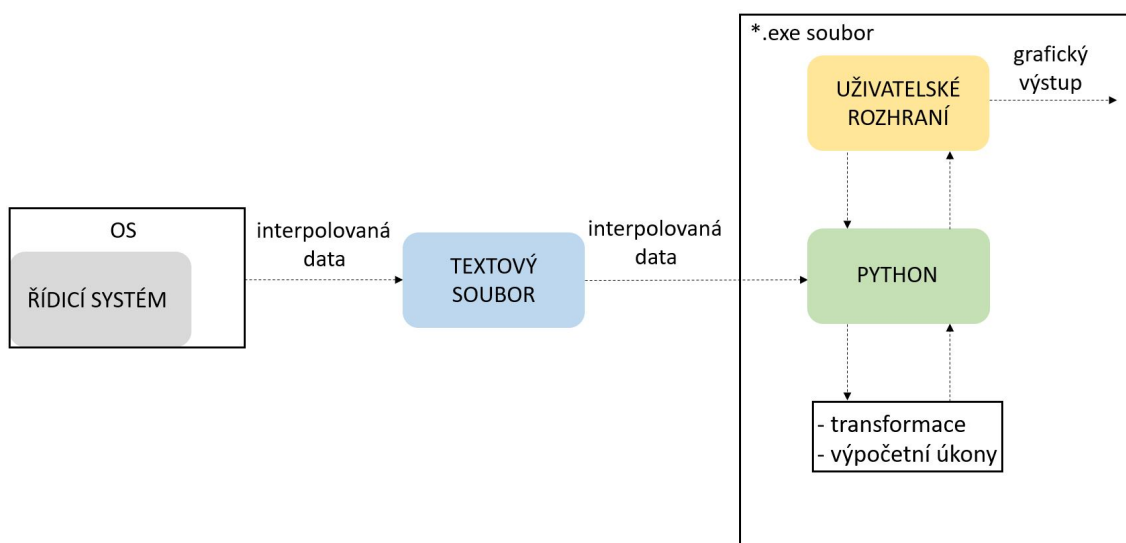 *.exe soubor
grafický
výstup
UŽIVATELSKÉ
ROZHRANÍ
OS
ŘÍDICÍ SYSTÉM
interpolovaná
data
TEXTOVÝ
SOUBOR
interpolovaná
data
PYTHON
- transformace
- výpočetní úkony